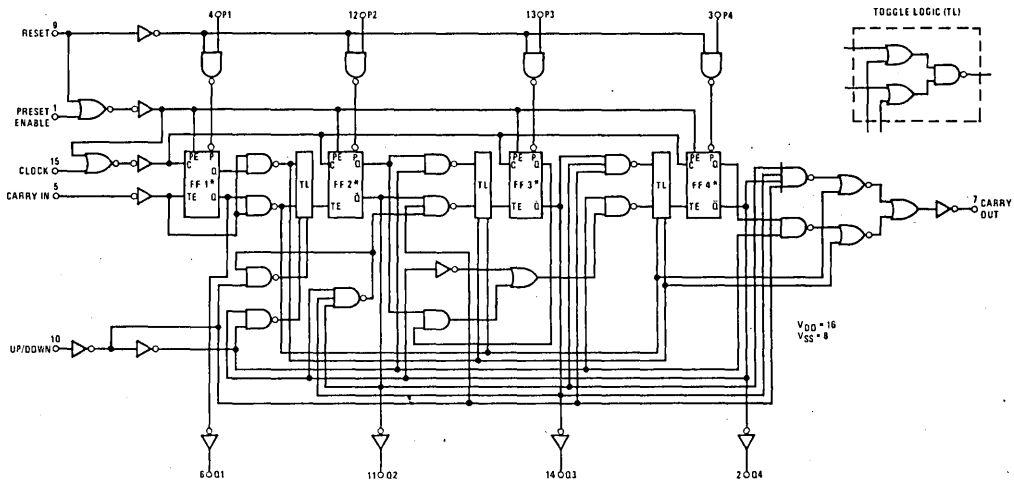 4 P1
12 P2
13 P3
3 P4
TOGGLE LOGIC (TL)
RESET 9
PRESET ENABLE 1
CLOCK 15
CARRY IN 5
PE P
C Q
FF 1*
TE Q̄
TL
PE P
C Q
FF 2*
TE Q̄
TL
PE P
C Q
FF 3*
TE Q̄
TL
PE P
C Q
FF 4*
TE Q̄
7 CARRY OUT
VDD = 16
VSS = 8
UP/DOWN 10
6 Q1
11 Q2
14 Q3
2 Q4